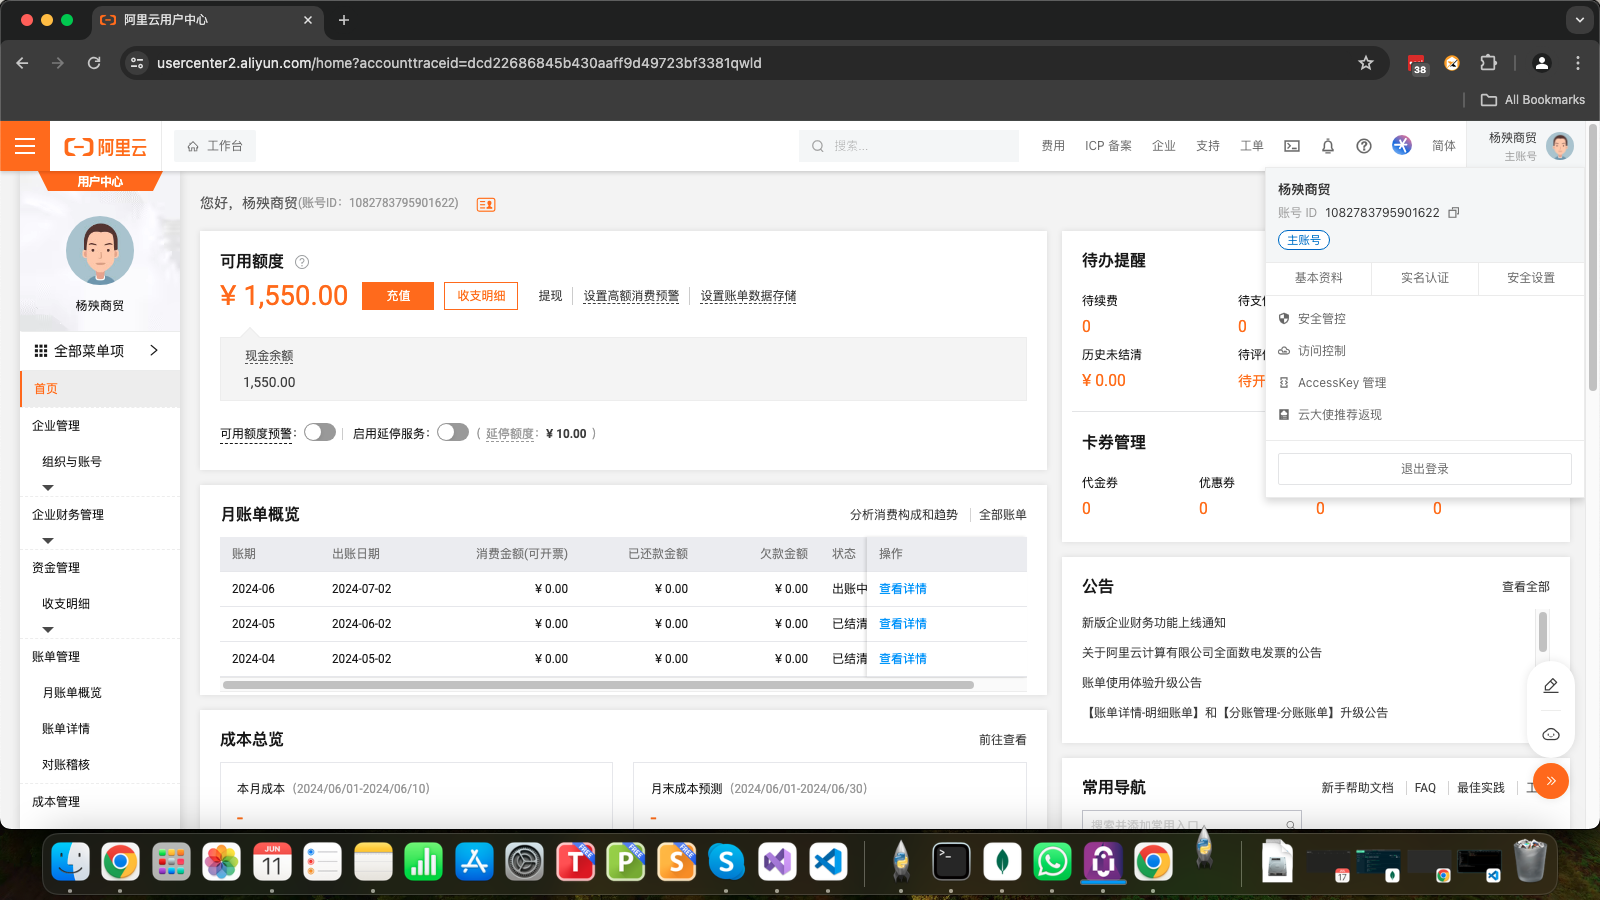 阿里云用户中心
usercenter2.aliyun.com/home?accounttraceid=dcd22686845b430aaff9d49723bf3381qwld
38
All Bookmarks
阿里云
工作台
搜索...
费用
ICP 备案
企业
支持
工单
简体
杨殃商贸
主账号
用户中心
杨殃商贸
全部菜单项
首页
企业管理
组织与账号
企业财务管理
资金管理
收支明细
账单管理
月账单概览
账单详情
对账稽核
成本管理
您好，杨殃商贸(账号ID：1082783795901622)
可用额度
¥ 1,550.00
充值
收支明细
提现
设置高额消费预警
设置账单数据存储
现金余额
1,550.00
可用额度预警：
启用延停服务：
( 延停额度： ¥ 10.00 )
月账单概览
分析消费构成和趋势
全部账单
账期 出账日期 消费金额(可开票) 已还款金额 欠款金额 状态 操作
2024-06 2024-07-02 ¥ 0.00 ¥ 0.00 ¥ 0.00 出账中 查看详情
2024-05 2024-06-02 ¥ 0.00 ¥ 0.00 ¥ 0.00 已结清 查看详情
2024-04 2024-05-02 ¥ 0.00 ¥ 0.00 ¥ 0.00 已结清 查看详情
成本总览
前往查看
本月成本 (2024/06/01-2024/06/10)
-
月末成本预测 (2024/06/01-2024/06/30)
-
待办提醒
待续费
0
待支
0
历史未结清
¥ 0.00
待评
待开
卡券管理
代金券
0
优惠券
0
0
0
杨殃商贸
账号 ID 1082783795901622
主账号
基本资料
实名认证
安全设置
安全管控
访问控制
AccessKey 管理
云大使推荐返现
退出登录
公告
查看全部
新版企业财务功能上线通知
关于阿里云计算有限公司全面数电发票的公告
账单使用体验升级公告
【账单详情-明细账单】和【分账管理-分账账单】升级公告
常用导航
新手帮助文档
FAQ
最佳实践
工
搜索并添加常用入口
JUN
11
T
FREE
P
FREE
S
FREE
S
17